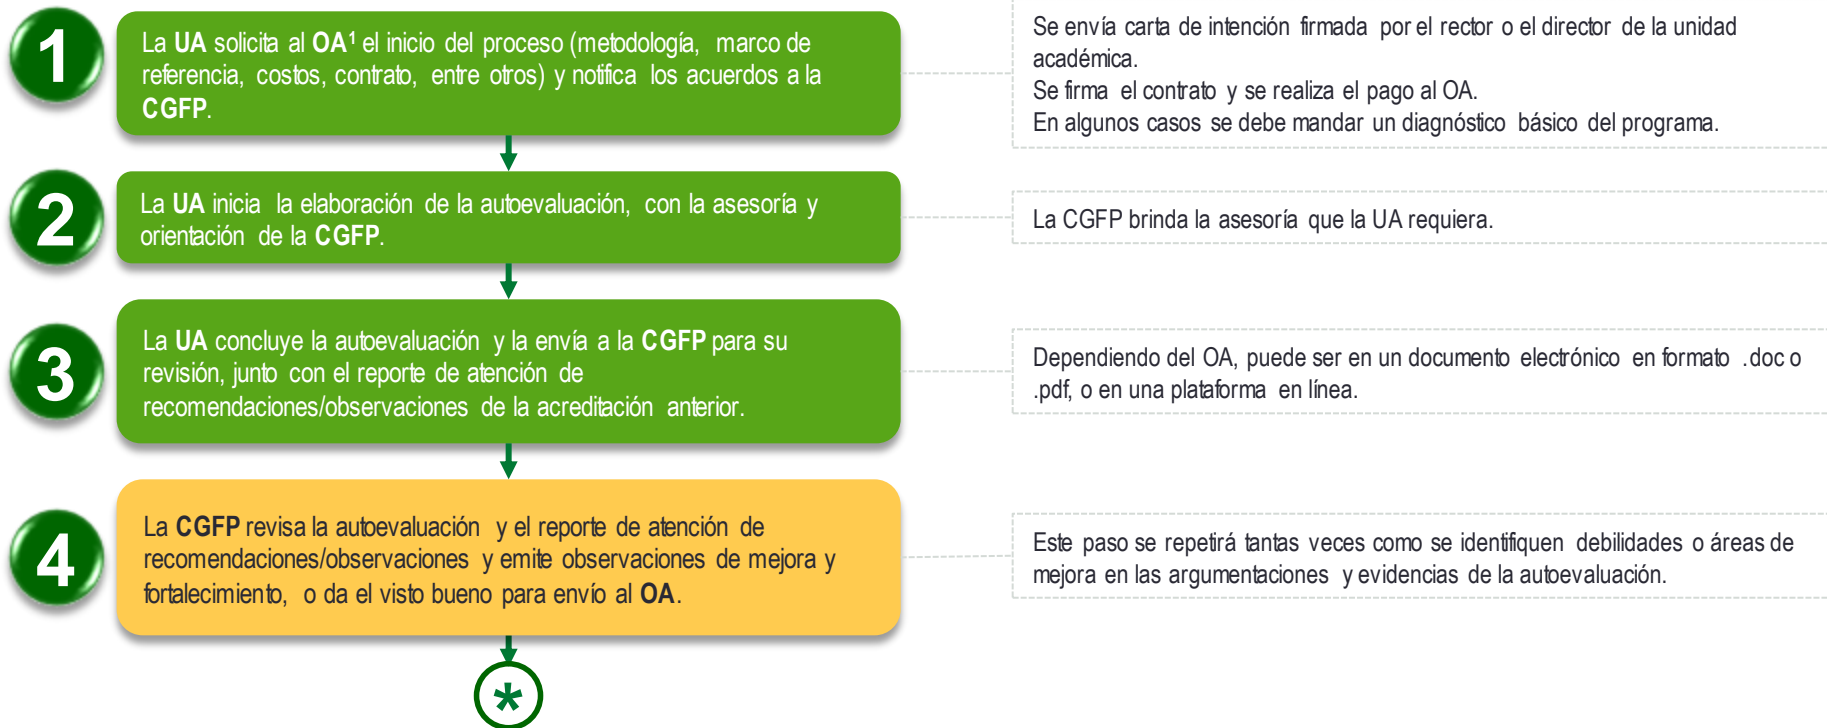 1
La UA solicita al OA¹ el inicio del proceso (metodología, marco de
referencia, costos, contrato, entre otros) y notifica los acuerdos a la
CGFP.
Se envía carta de intención firmada por el rector o el director de la unidad
académica.
Se firma el contrato y se realiza el pago al OA.
En algunos casos se debe mandar un diagnóstico básico del programa.
2
La UA inicia la elaboración de la autoevaluación, con la asesoría y
orientación de la CGFP.
La CGFP brinda la asesoría que la UA requiera.
3
La UA concluye la autoevaluación y la envía a la CGFP para su
revisión, junto con el reporte de atención de
recomendaciones/observaciones de la acreditación anterior.
Dependiendo del OA, puede ser en un documento electrónico en formato .doc o
.pdf, o en una plataforma en línea.
4
La CGFP revisa la autoevaluación y el reporte de atención de
recomendaciones/observaciones y emite observaciones de mejora y
fortalecimiento, o da el visto bueno para envío al OA.
Este paso se repetirá tantas veces como se identifiquen debilidades o áreas de
mejora en las argumentaciones y evidencias de la autoevaluación.
*